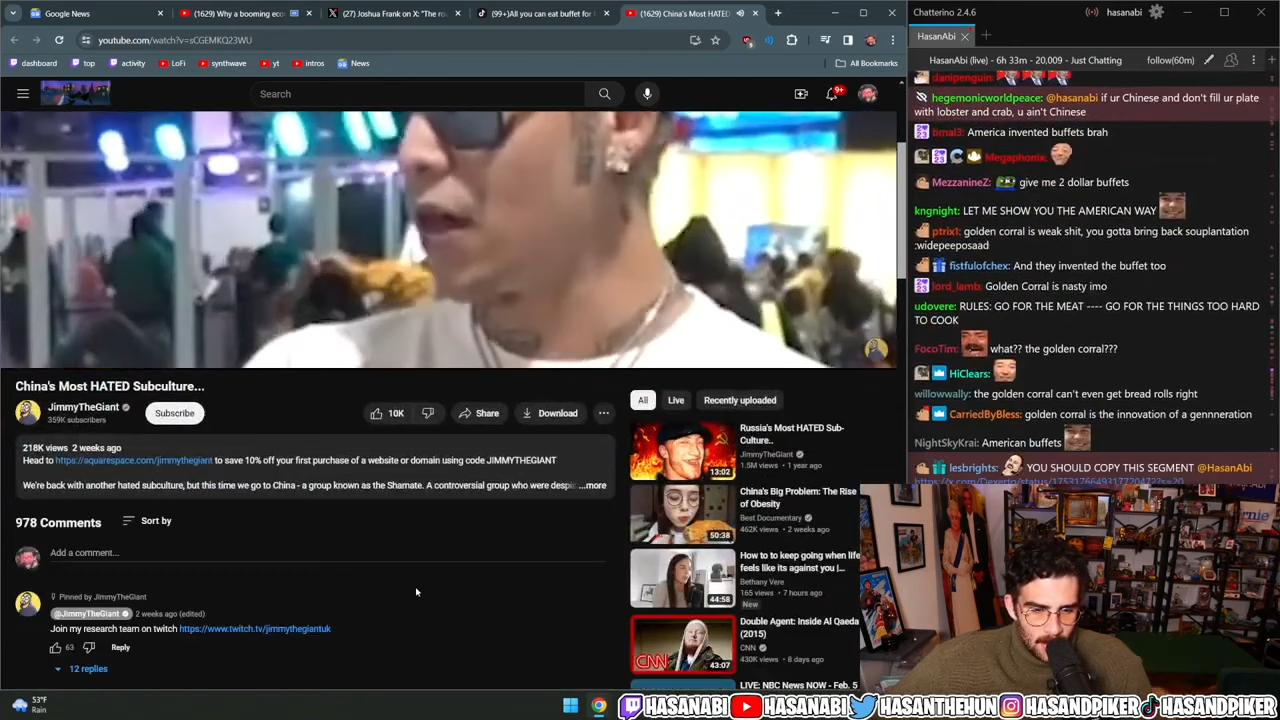 Google News
(1629) Why a booming ec
(27) Joshua Frank on X: "The ro
(99+)All you can eat buffet for
(1629) China's Most HATED
youtube.com/watch?v=sCGEMKQ23WU
dashboard
top
activity
LoFi
synthwave
yt
intros
News
All Bookmarks
Search
9+
China's Most HATED Subculture...
JimmyTheGiant
359K subscribers
Subscribe
10K
Share
Download
218K views 2 weeks ago
Head to https://aquarespace.com/jimmythegiant to save 10% off your first purchase of a website or domain using code JIMMYTHEGIANT
We're back with another hated subculture, but this time we go to China - a group known as the Shamate. A controversial group who were despis ...more
978 Comments
Sort by
Add a comment...
Pinned by JimmyTheGiant
@JimmyTheGiant
2 weeks ago (edited)
Join my research team on twitch https://www.twitch.tv/jimmythegiantuk
63
Reply
12 replies
All
Live
Recently uploaded
Russia's Most HATED Sub-
Culture..
JimmyTheGiant
1.5M views • 1 year ago
13:02
China's Big Problem: The Rise
of Obesity
Best Documentary
462K views • 2 weeks ago
50:38
How to to keep going when life
feels like its against you |...
Bethany Vere
165 views • 7 hours ago
New
44:58
Double Agent: Inside Al Qaeda
(2015)
CNN
430K views • 8 days ago
CNN
43:07
LIVE: NBC News NOW - Feb. 5
Chatterino 2.4.6
hasanabi
HasanAbi
HasanAbi (live) - 6h 33m - 20,009 - Just Chatting
follow(60m)
danipenguin:
hegemonicworldpeace: @hasanabi if ur Chinese and don't fill ur plate
with lobster and crab, u ain't Chinese
timal3: America invented buffets brah
Megaphonix:
MezzanineZ: give me 2 dollar buffets
kngnight: LET ME SHOW YOU THE AMERICAN WAY
ptrix1: golden corral is weak shit, you gotta bring back souplantation
:widepeeposaad
fistfulofchex: And they invented the buffet too
lord_lamb: Golden Corral is nasty imo
udovere: RULES: GO FOR THE MEAT ---- GO FOR THE THINGS TOO HARD
TO COOK
FocoTim: what?? the golden corral???
HiClears:
willowwally: the golden corral can't even get bread rolls right
CarriedByBless: golden corral is the innovation of a gennneration
NightSkyKrai: American buffets
lesbrights: YOU SHOULD COPY THIS SEGMENT @HasanAbi
https://x.com/Dexerto/status/1753176649317720472?s=20
Bernie
53°F
Rain
HASANABI
HASANABI
HASANTHEHUN
HASANDPIKER
HASANDPIKER